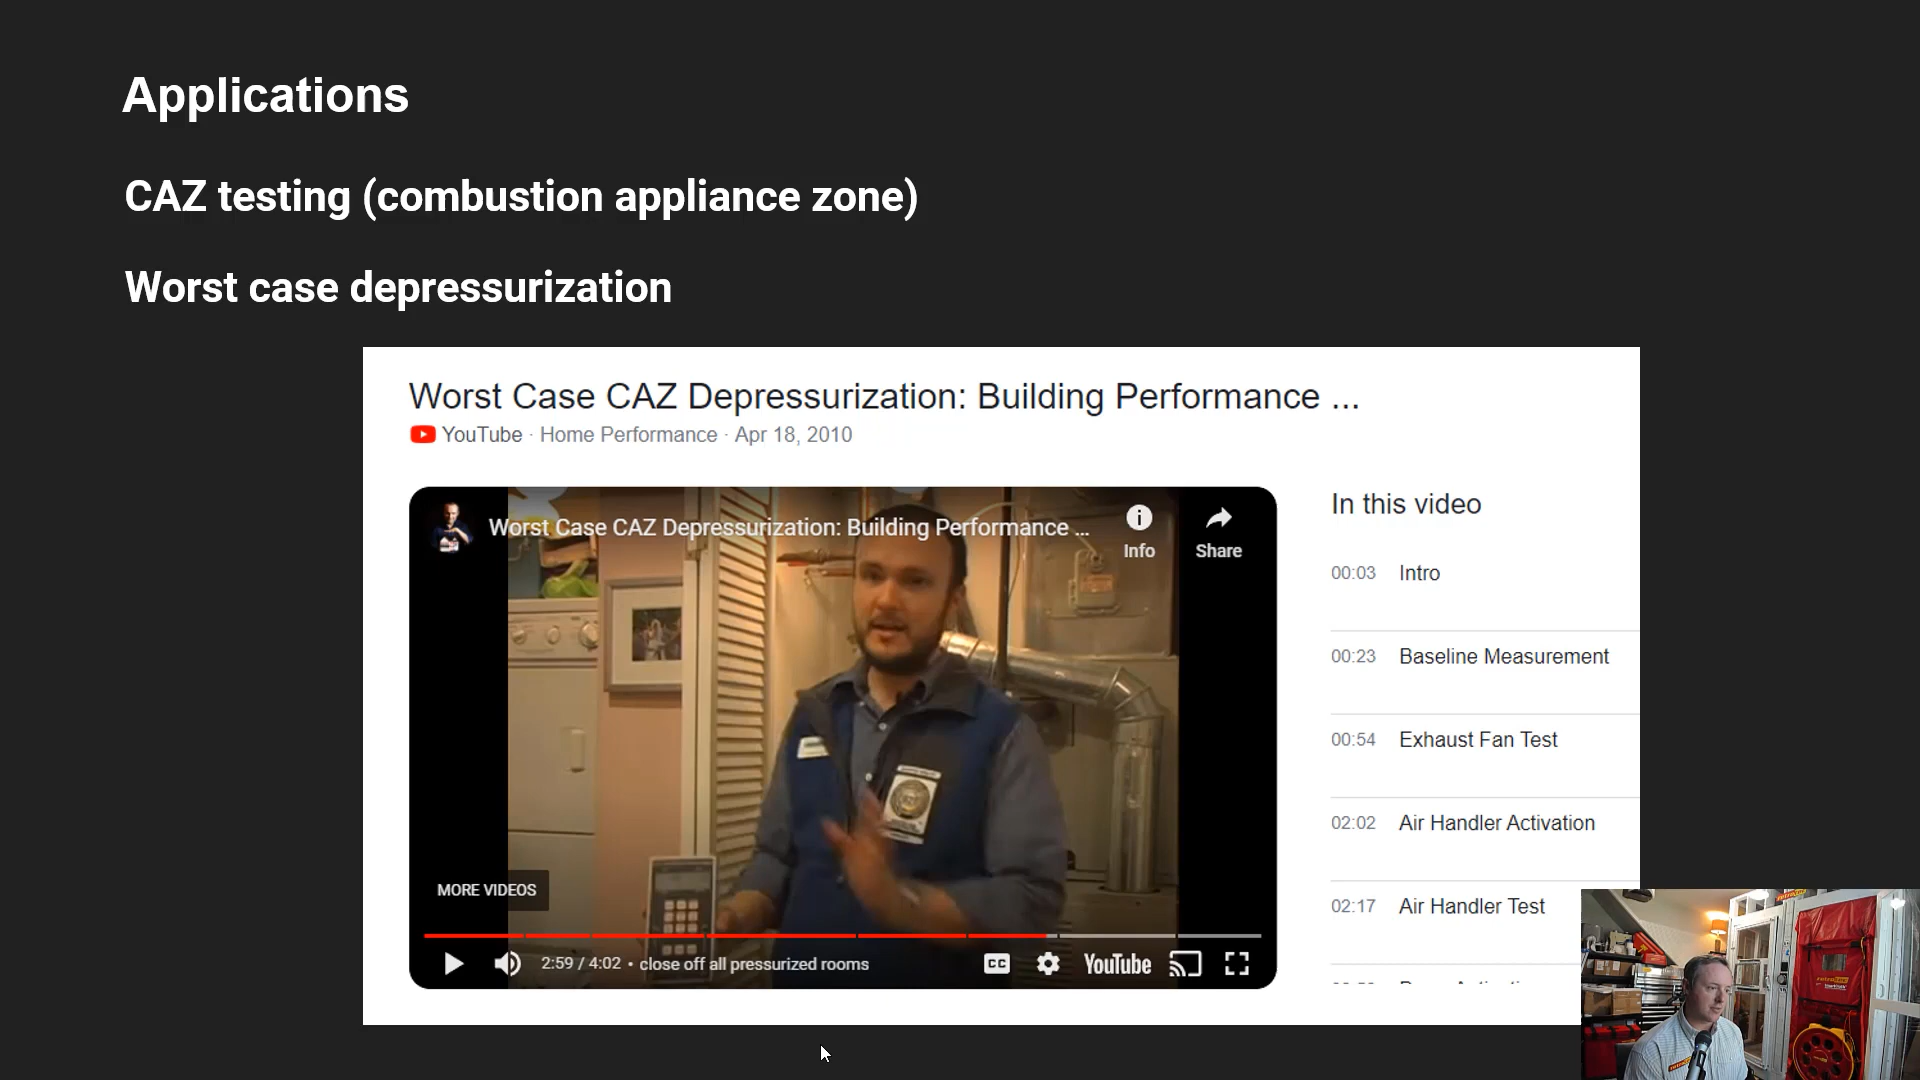 Applications
CAZ testing (combustion appliance zone)
Worst case depressurization
Worst Case CAZ Depressurization: Building Performance ...
YouTube · Home Performance · Apr 18, 2010
Worst Case CAZ Depressurization: Building Performance ...
Info
Share
MORE VIDEOS
2:59 / 4:02 • close off all pressurized rooms
CC
YouTube
In this video
00:03 Intro
00:23 Baseline Measurement
00:54 Exhaust Fan Test
02:02 Air Handler Activation
02:17 Air Handler Test